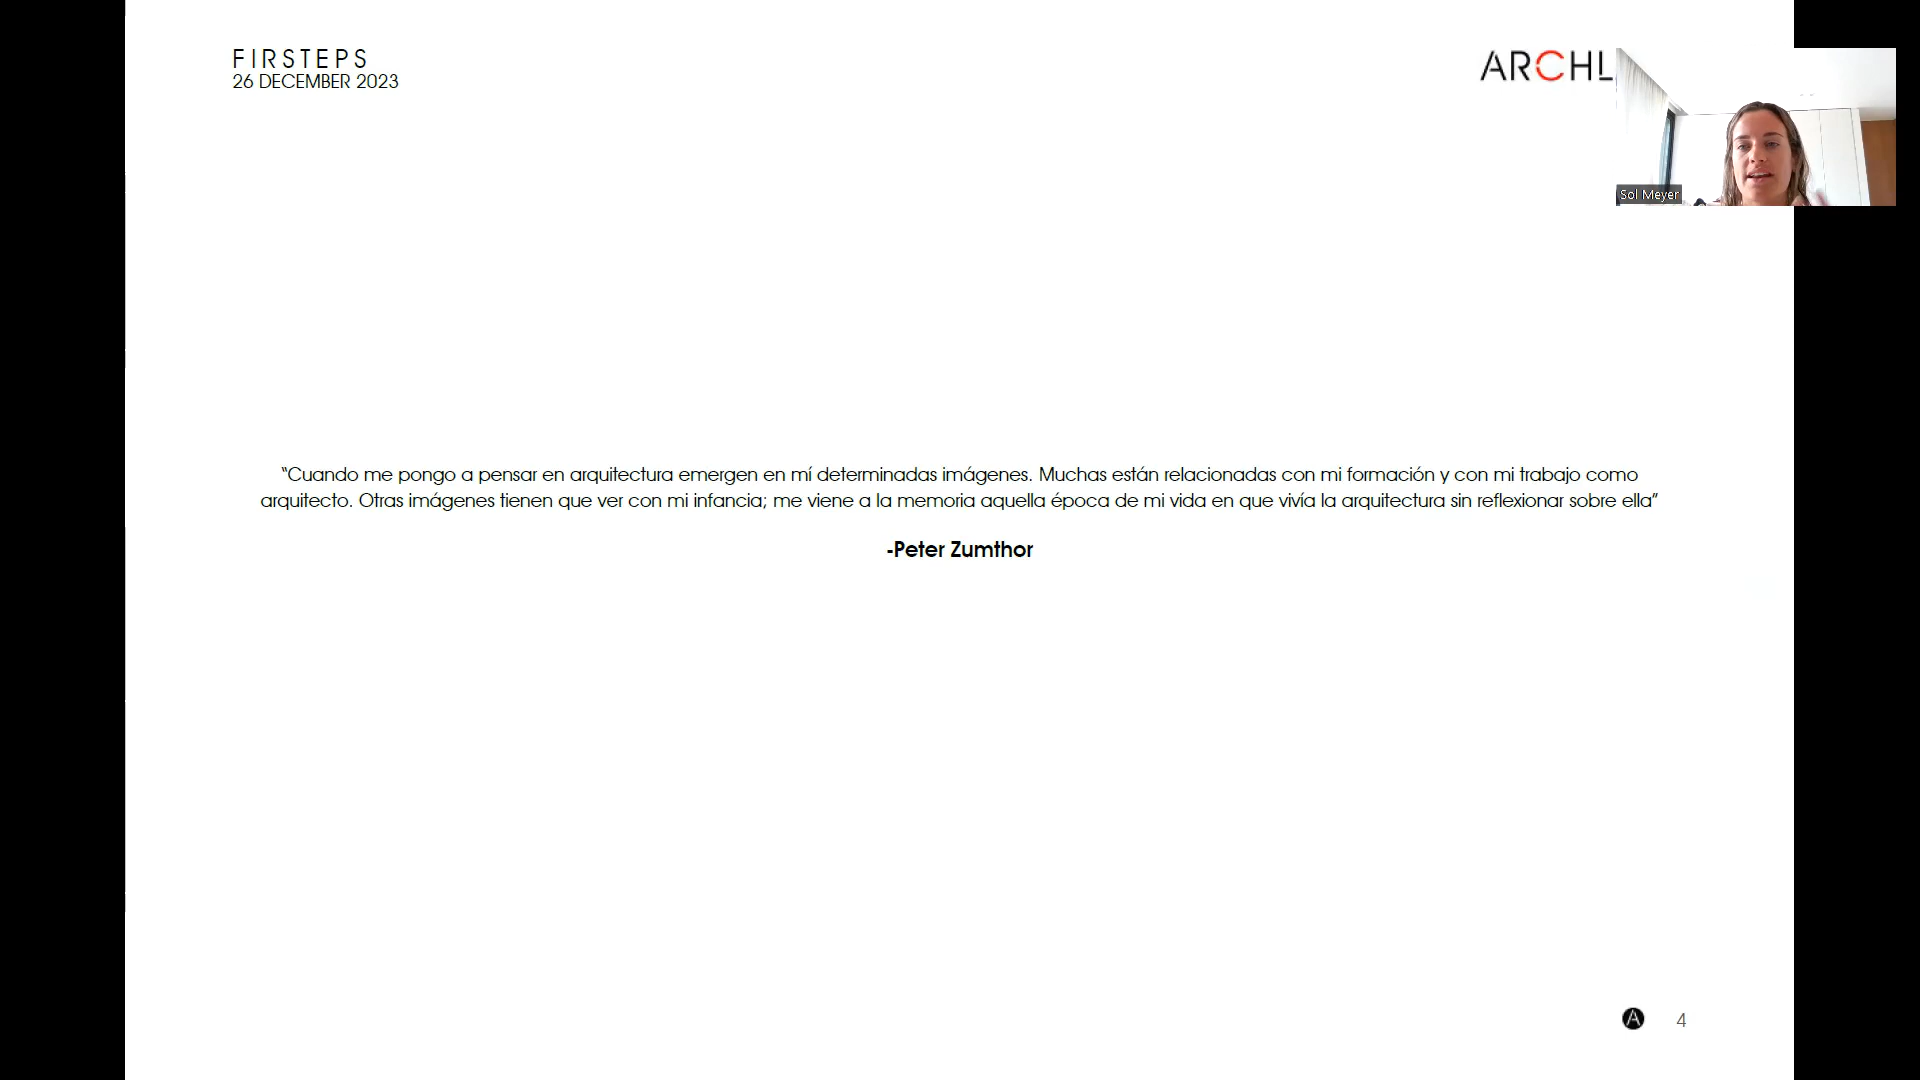 FIRSTEPS
26 DECEMBER 2023
ARCHL
Sol Meyer
“Cuando me pongo a pensar en arquitectura emergen en mí determinadas imágenes. Muchas están relacionadas con mi formación y con mi trabajo como
arquitecto. Otras imágenes tienen que ver con mi infancia; me viene a la memoria aquella época de mi vida en que vivía la arquitectura sin reflexionar sobre ella”
-Peter Zumthor
A
4